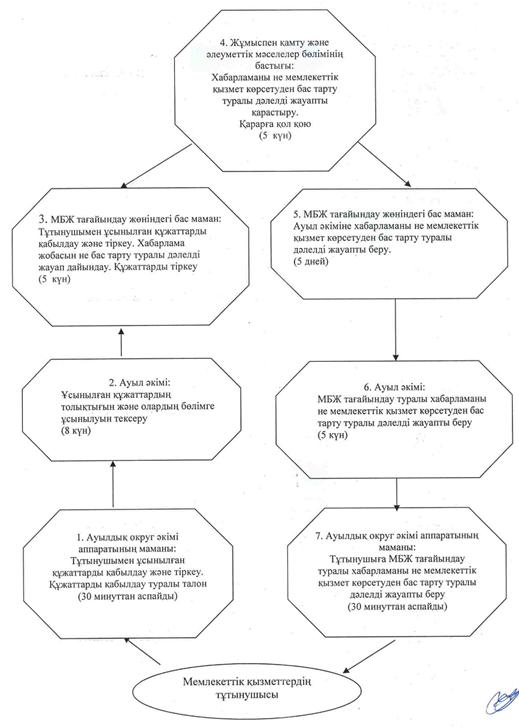 4. Жұмыспен қамту және
әлеуметтік мәселелер бөлімінің
бастығы:
Хабарламаны не мемлекеттік
қызмет көрсетуден бас тарту
туралы дәлелді жауапты
қарастыру.
Қарарға қол қою
(5 күн)
3. МБЖ тағайындау жөніндегі бас маман:
Тұтынушымен ұсынылған құжаттарды
қабылдау және тіркеу. Хабарлама
жобасын не бас тарту туралы дәлелді
жауап дайындау. Құжаттарды тіркеу
(5 күн)
5. МБЖ тағайындау жөніндегі бас маман:
Ауыл әкіміне хабарламаны не мемлекеттік
қызмет көрсетуден бас тарту туралы
дәлелді жауапты беру.
(5 дней)
2. Ауыл әкімі:
Ұсынылған құжаттардың
толықтығын және олардың бөлімге
ұсынылуын тексеру
(8 күн)
6. Ауыл әкімі:
МБЖ тағайындау туралы хабарламаны
не мемлекеттік қызмет көрсетуден бас
тарту туралы дәлелді жауапты беру
(5 күн)
1. Ауылдық округ әкімі
аппаратының маманы:
Тұтынушымен ұсынылған
құжаттарды қабылдау және тіркеу.
Құжаттарды қабылдау туралы талон
(30 минуттан аспайды)
7. Ауылдық округ әкімі аппаратының
маманы:
Тұтынушыға МБЖ тағайындау
туралы хабарламаны не мемлекеттік
қызмет көрсетуден бас тарту туралы
дәлелді жауапты беру
(30 минуттан аспайды)
Мемлекеттік қызметтердің
тұтынушысы